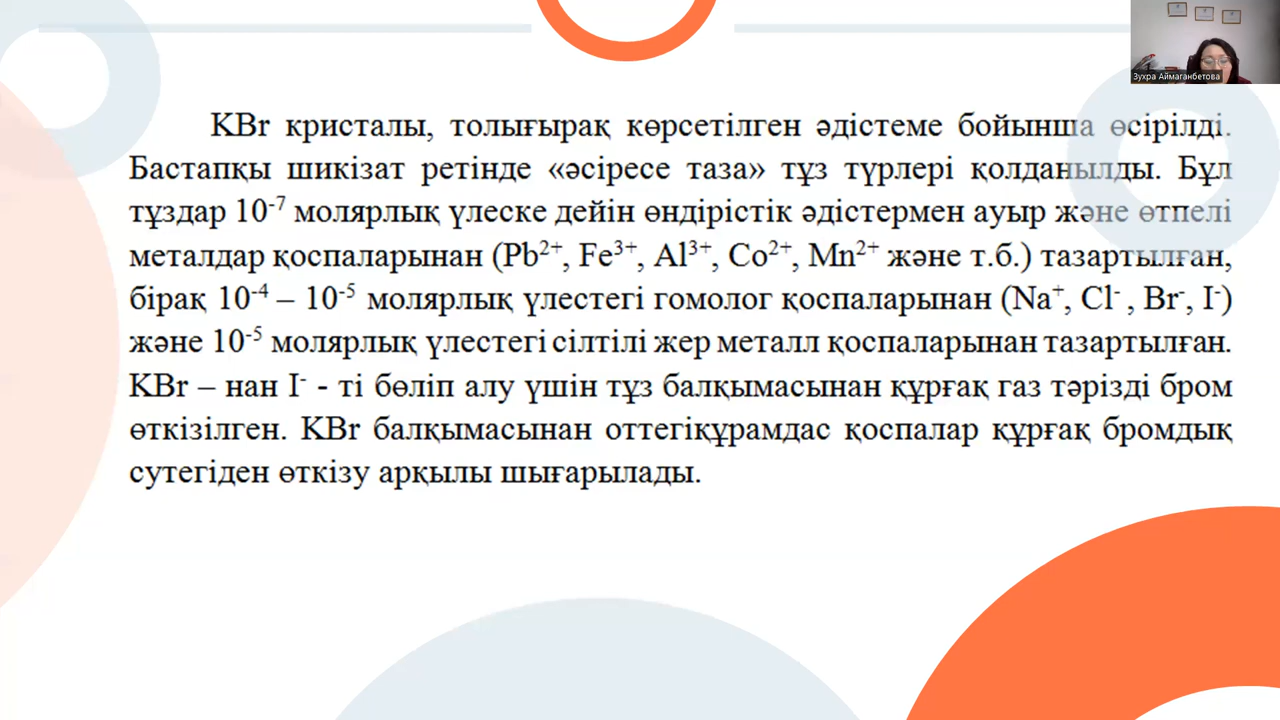 Зухра Аймаганбетова
KBr кристалы, толығырақ көрсетілген әдістеме бойынша өсірілді.
Бастапқы шикізат ретінде «әсіресе таза» тұз түрлері қолданылды. Бұл
тұздар 10⁻⁷ молярлық үлеске дейін өндірістік әдістермен ауыр және өтпелі
металдар қоспаларынан (Pb²⁺, Fe³⁺, Al³⁺, Co²⁺, Mn²⁺ және т.б.) тазартылған,
бірақ 10⁻⁴ – 10⁻⁵ молярлық үлестегі гомолог қоспаларынан (Na⁺, Cl⁻ , Br⁻, I⁻)
және 10⁻⁵ молярлық үлестегі сілтілі жер металл қоспаларынан тазартылған.
KBr – нан I⁻ - ті бөліп алу үшін тұз балқымасынан құрғақ газ тәрізді бром
өткізілген. KBr балқымасынан оттегіқұрамдас қоспалар құрғақ бромдық
сутегіден өткізу арқылы шығарылады.